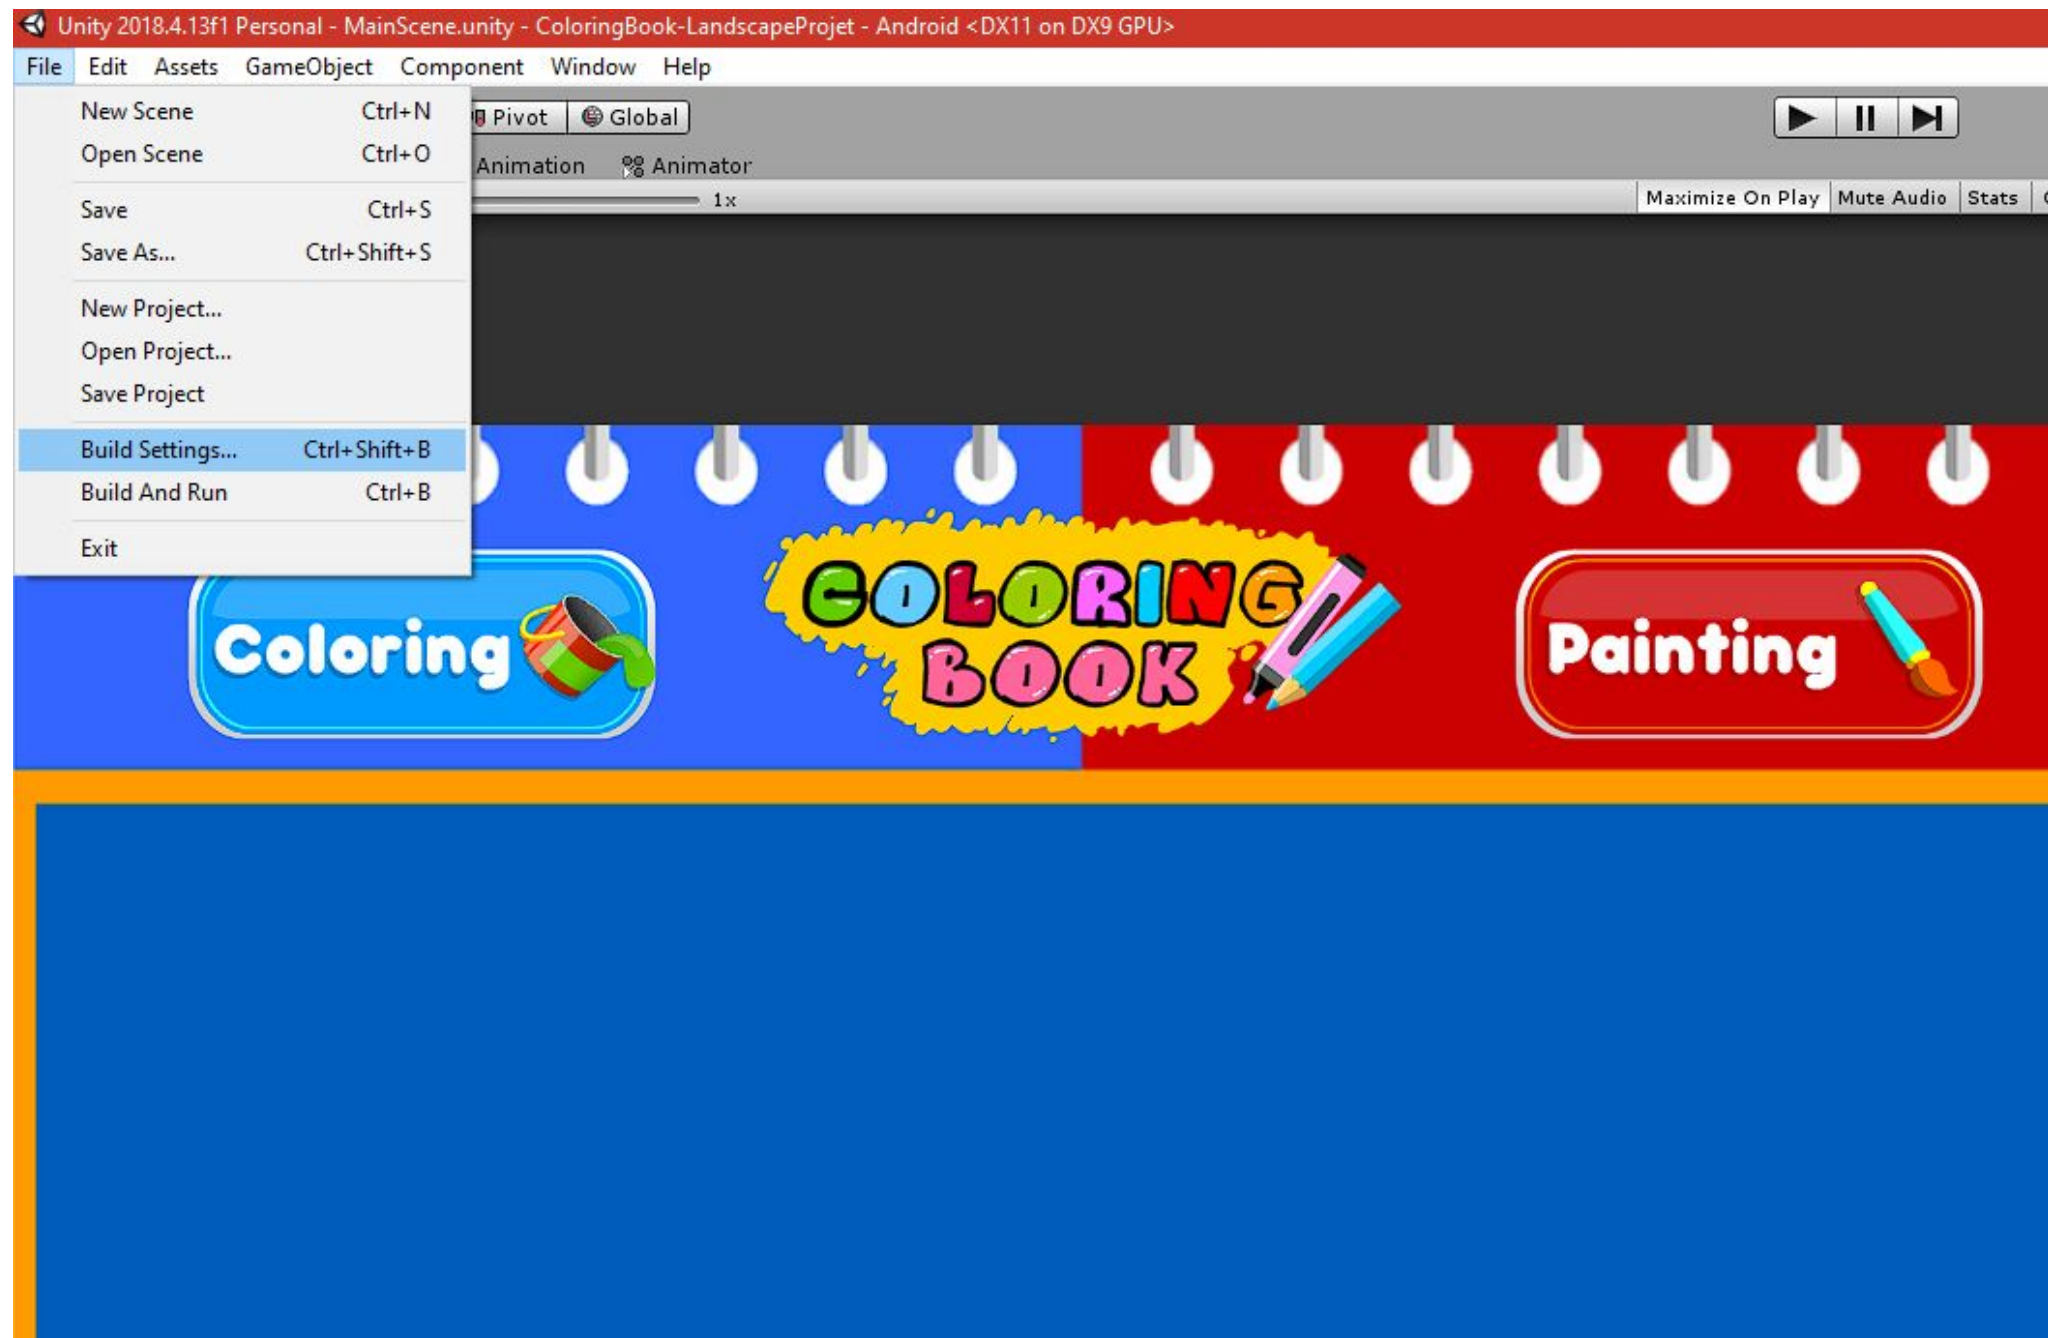 Unity 2018.4.13f1 Personal - MainScene.unity - ColoringBook-LandscapeProjet - Android <DX11 on DX9 GPU>
File Edit Assets GameObject Component Window Help
New Scene Ctrl+N
Open Scene Ctrl+O
Save Ctrl+S
Save As... Ctrl+Shift+S
New Project...
Open Project...
Save Project
Build Settings... Ctrl+Shift+B
Build And Run Ctrl+B
Exit
Pivot Global
Animation Animator
1x
Maximize On Play Mute Audio Stats
Coloring
COLORING
BOOK
Painting